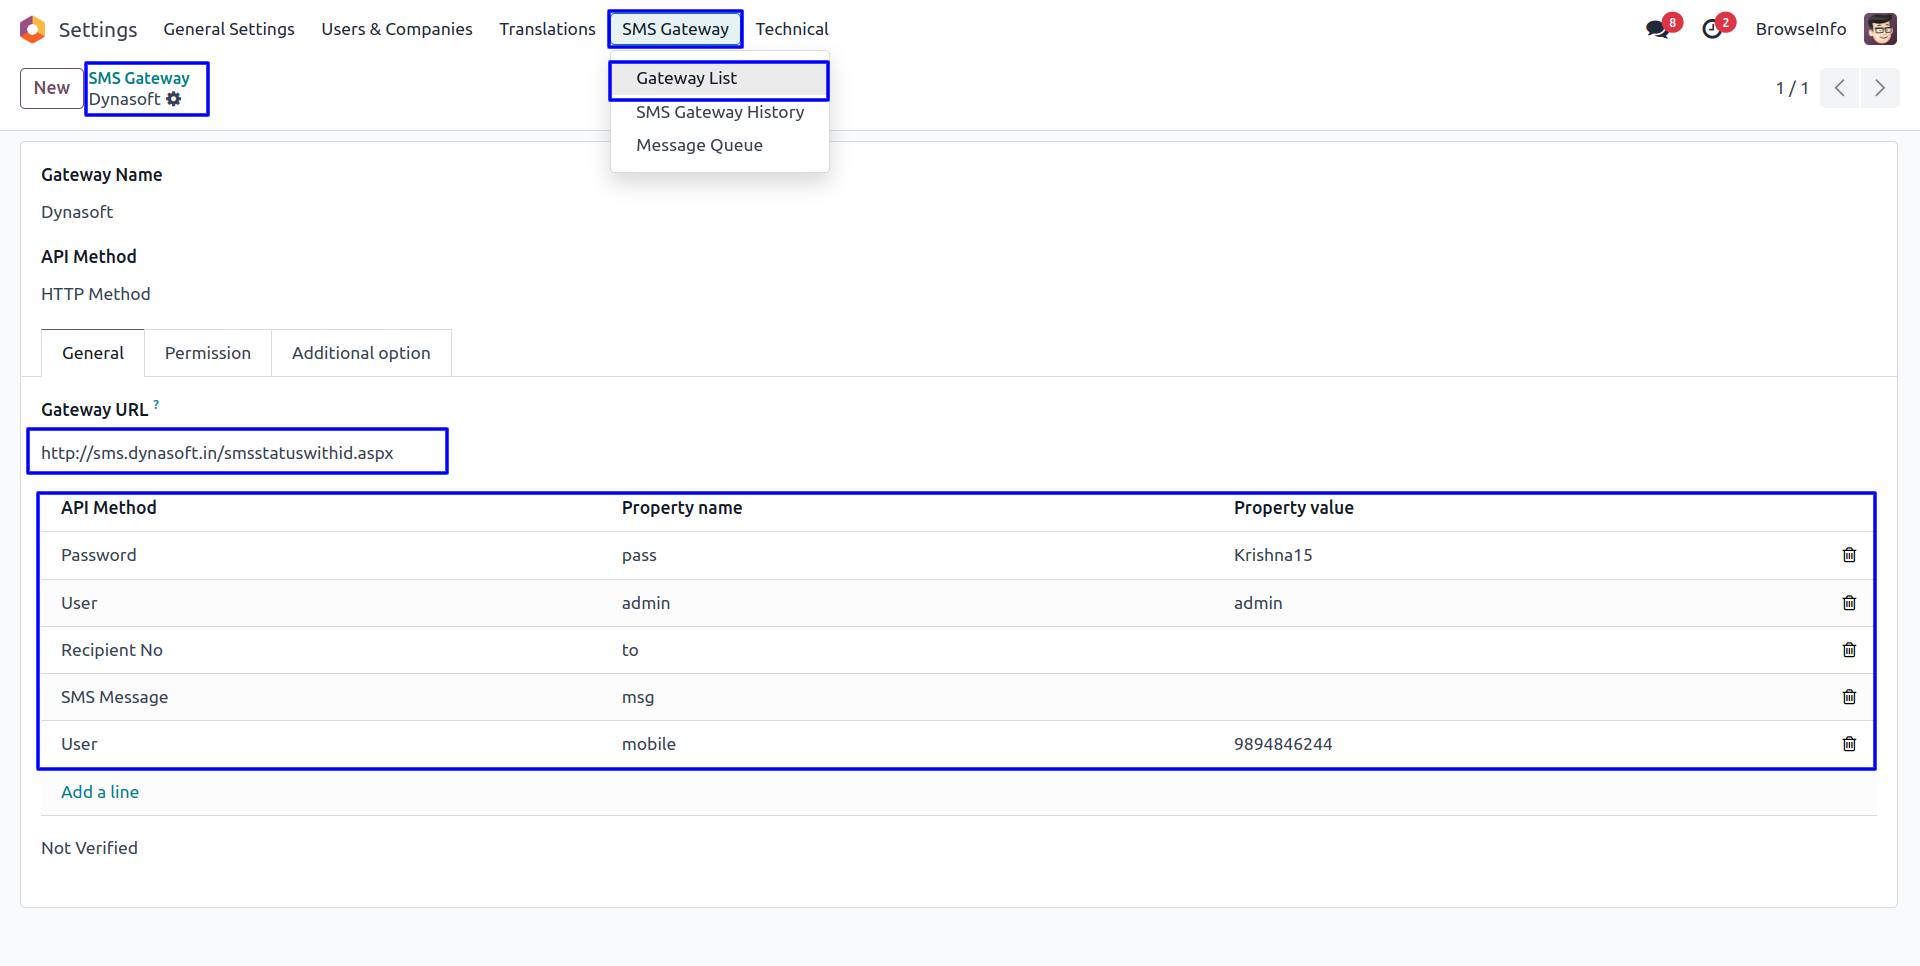 Settings General Settings Users & Companies Translations SMS Gateway Technical 8 2 BrowseInfo
New SMS Gateway
Dynasoft
1 / 1
Gateway List
SMS Gateway History
Message Queue
Gateway Name
Dynasoft
API Method
HTTP Method
General Permission Additional option
Gateway URL ?
http://sms.dynasoft.in/smsstatuswithid.aspx
API Method Property name Property value
Password pass Krishna15
User admin admin
Recipient No to
SMS Message msg
User mobile 9894846244
Add a line
Not Verified